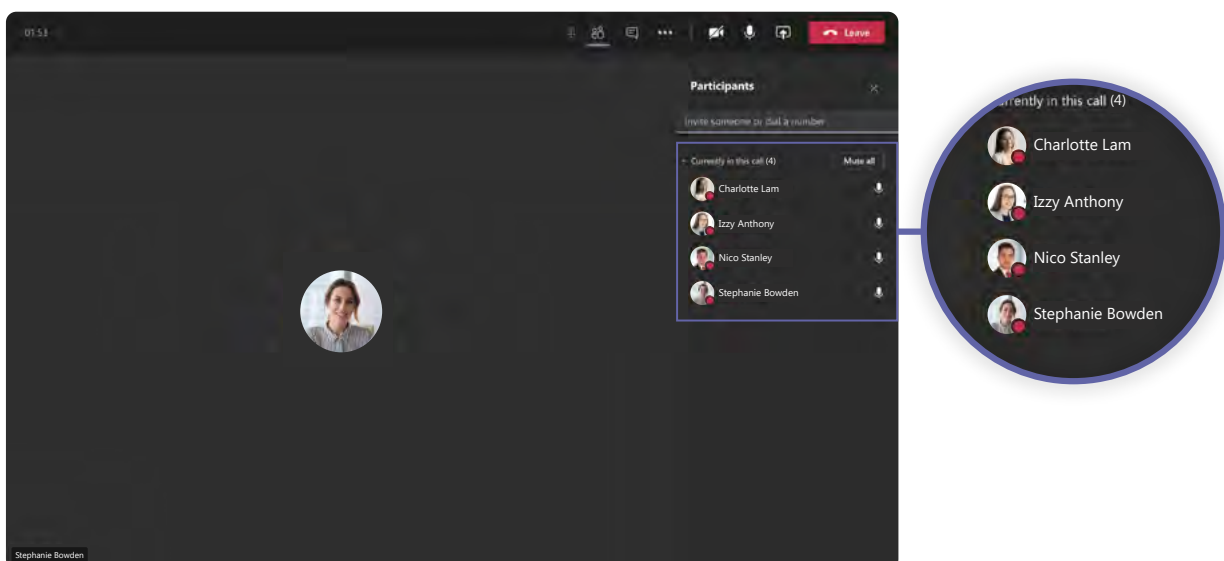 01:53
Leave
Participants
Invite someone or dial a number
Currently in this call (4)
Mute all
Charlotte Lam
Izzy Anthony
Nico Stanley
Stephanie Bowden
Stephanie Bowden
rently in this call (4)
Charlotte Lam
Izzy Anthony
Nico Stanley
Stephanie Bowden